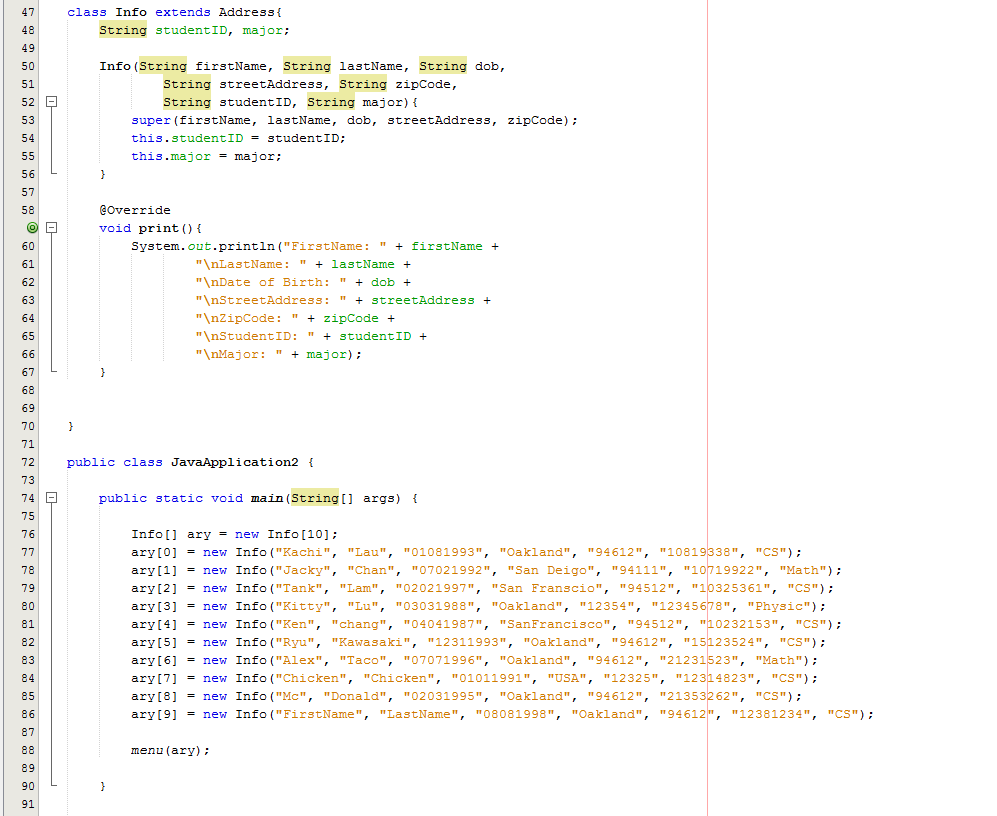 47 class Info extends Address{
48 String studentID, major;
49
50 Info(String firstName, String lastName, String dob,
51 String streetAddress, String zipCode,
52 String studentID, String major){
53 super(firstName, lastName, dob, streetAddress, zipCode);
54 this.studentID = studentID;
55 this.major = major;
56 }
57
58 @Override
void print(){
60 System.out.println("FirstName: " + firstName +
61 "\nLastName: " + lastName +
62 "\nDate of Birth: " + dob +
63 "\nStreetAddress: " + streetAddress +
64 "\nZipCode: " + zipCode +
65 "\nStudentID: " + studentID +
66 "\nMajor: " + major);
67 }
68
69
70 }
71
72 public class JavaApplication2 {
73
74 public static void main(String[] args) {
75
76 Info[] ary = new Info[10];
77 ary[0] = new Info("Kachi", "Lau", "01081993", "Oakland", "94612", "10819338", "CS");
78 ary[1] = new Info("Jacky", "Chan", "07021992", "San Deigo", "94111", "10719922", "Math");
79 ary[2] = new Info("Tank", "Lam", "02021997", "San Franscio", "94512", "10325361", "CS");
80 ary[3] = new Info("Kitty", "Lu", "03031988", "Oakland", "12354", "12345678", "Physic");
81 ary[4] = new Info("Ken", "chang", "04041987", "SanFrancisco", "94512", "10232153", "CS");
82 ary[5] = new Info("Ryu", "Kawasaki", "12311993", "Oakland", "94612", "15123524", "CS");
83 ary[6] = new Info("Alex", "Taco", "07071996", "Oakland", "94612", "21231523", "Math");
84 ary[7] = new Info("Chicken", "Chicken", "01011991", "USA", "12325", "12314823", "CS");
85 ary[8] = new Info("Mc", "Donald", "02031995", "Oakland", "94612", "21353262", "CS");
86 ary[9] = new Info("FirstName", "LastName", "08081998", "Oakland", "94612", "12381234", "CS");
87
88 menu(ary);
89
90 }
91